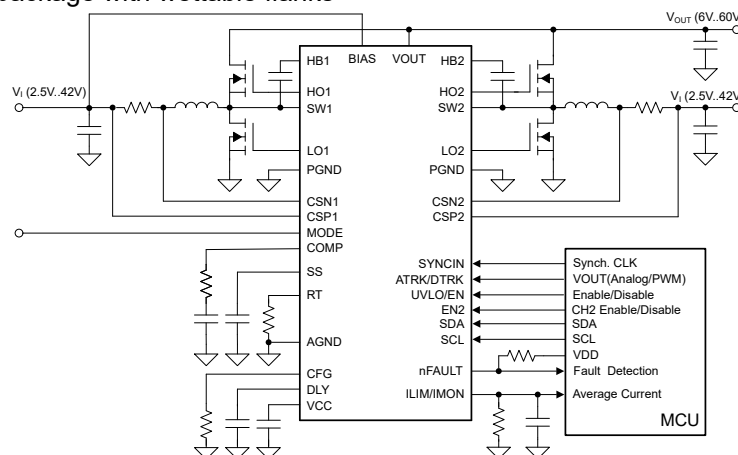 package with wettable flanks
VOUT (6V..60V)
BIAS VOUT
HB1
HB2
VI (2.5V..42V)
VI (2.5V..42V)
HO1
HO2
SW1
SW2
LO1
LO2
PGND
PGND
CSN1
CSN2
CSP1
CSP2
MODE
COMP
SYNCIN
Synch. CLK
SS
ATRK/DTRK
VOUT(Analog/PWM)
RT
UVLO/EN
Enable/Disable
EN2
CH2 Enable/Disable
SDA
SDA
SCL
SCL
AGND
VDD
nFAULT
Fault Detection
CFG
DLY
ILIM/IMON
Average Current
VCC
MCU